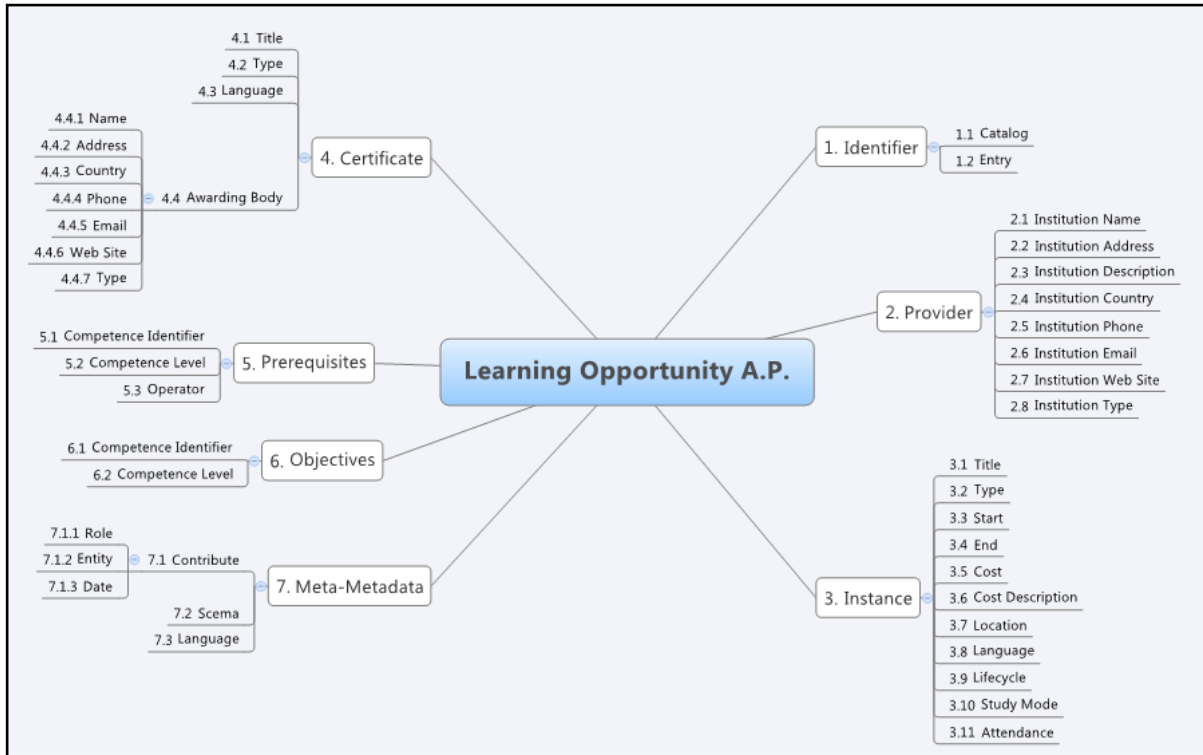 Learning Opportunity A.P.
1. Identifier
1.1 Catalog
1.2 Entry
2. Provider
2.1 Institution Name
2.2 Institution Address
2.3 Institution Description
2.4 Institution Country
2.5 Institution Phone
2.6 Institution Email
2.7 Institution Web Site
2.8 Institution Type
3. Instance
3.1 Title
3.2 Type
3.3 Start
3.4 End
3.5 Cost
3.6 Cost Description
3.7 Location
3.8 Language
3.9 Lifecycle
3.10 Study Mode
3.11 Attendance
4. Certificate
4.1 Title
4.2 Type
4.3 Language
4.4 Awarding Body
4.4.1 Name
4.4.2 Address
4.4.3 Country
4.4.4 Phone
4.4.5 Email
4.4.6 Web Site
4.4.7 Type
5. Prerequisites
5.1 Competence Identifier
5.2 Competence Level
5.3 Operator
6. Objectives
6.1 Competence Identifier
6.2 Competence Level
7. Meta-Metadata
7.1 Contribute
7.1.1 Role
7.1.2 Entity
7.1.3 Date
7.2 Scema
7.3 Language